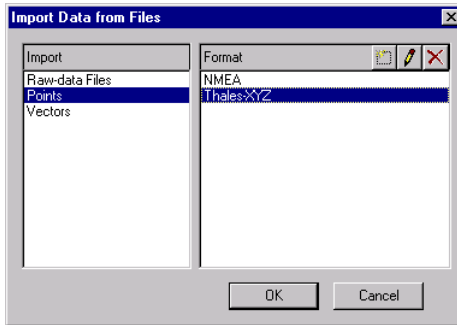 Import Data from Files
Import
Format
Raw-data Files
Points
Vectors
NMEA
Thales-XYZ
OK
Cancel